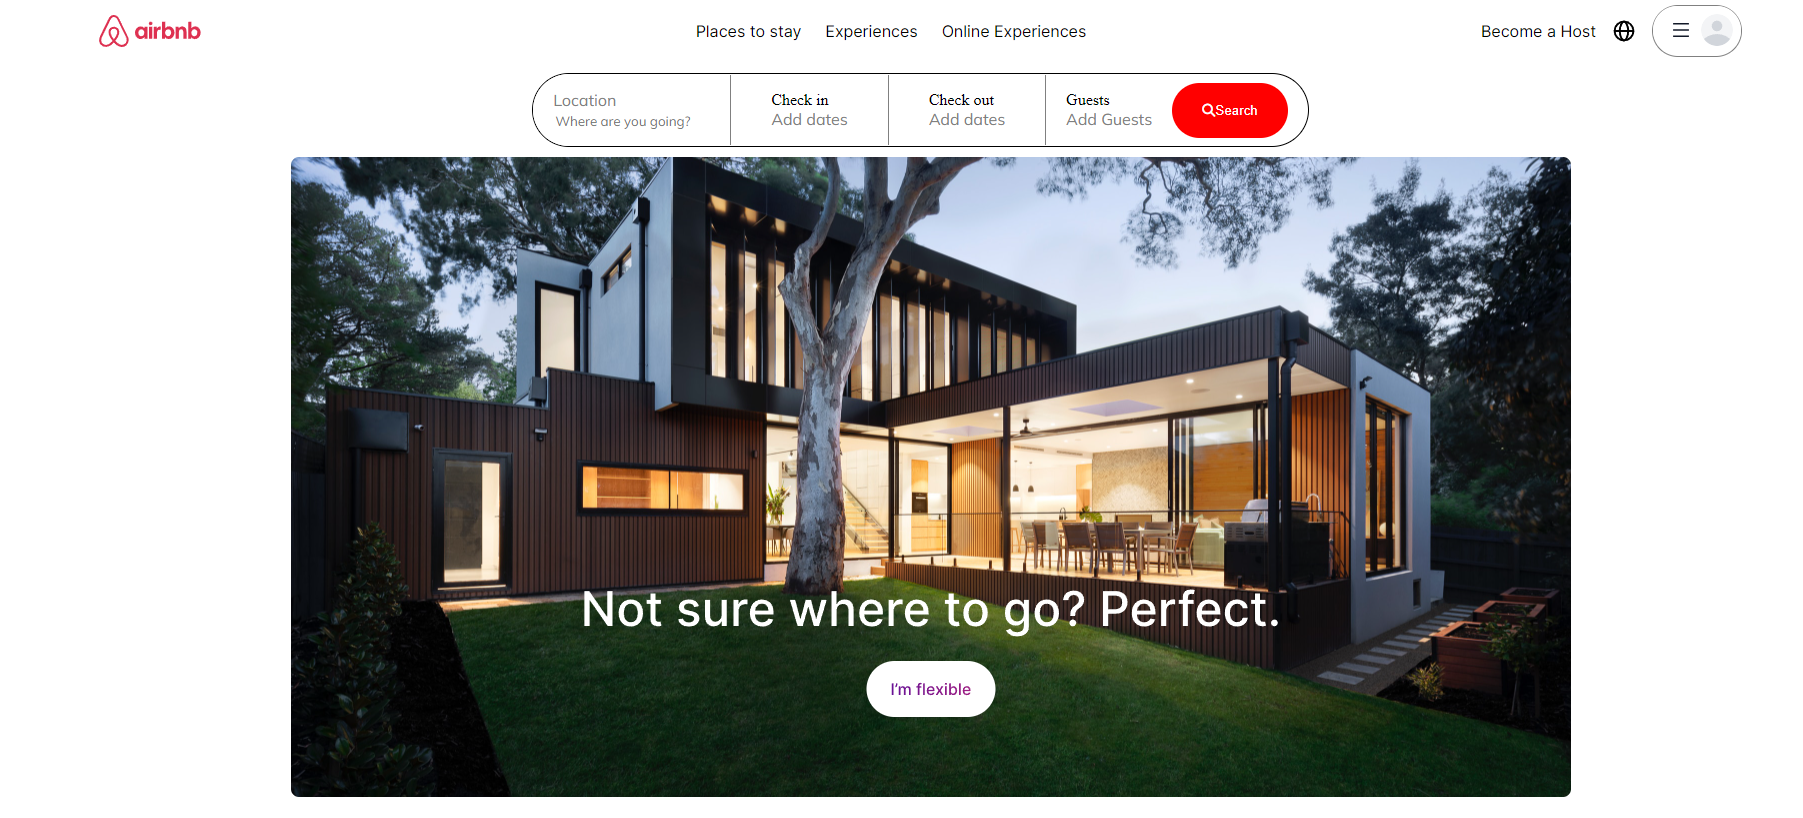 airbnb
Places to stay Experiences Online Experiences
Become a Host
Location
Where are you going?
Check in
Add dates
Check out
Add dates
Guests
Add Guests
Search
Not sure where to go? Perfect.
I'm flexible